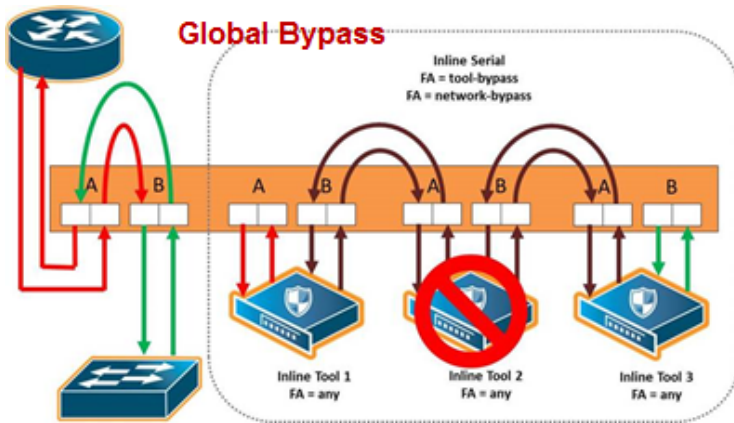 Global Bypass
Inline Serial
FA = tool-bypass
FA = network-bypass
A B A B A B A B
Inline Tool 1
FA = any
Inline Tool 2
FA = any
Inline Tool 3
FA = any